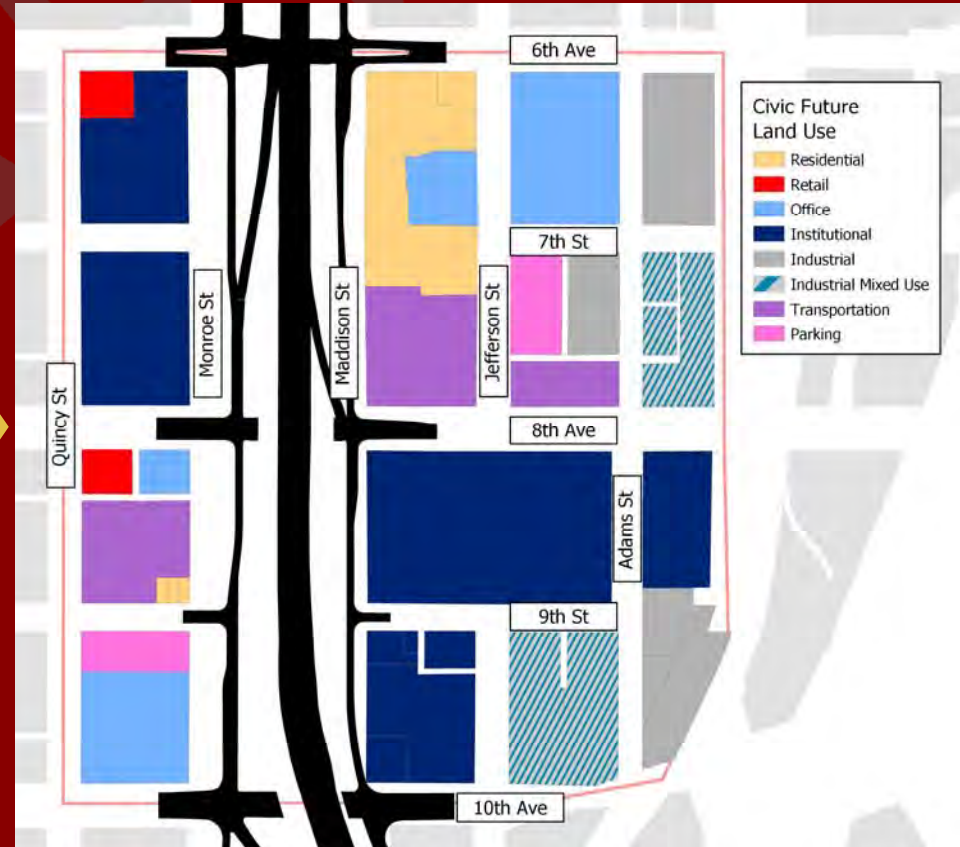 6th Ave
Civic Future
Land Use
Residential
Retail
Office
Institutional
Industrial
Industrial Mixed Use
Transportation
Parking
7th St
Monroe St
Maddison St
Jefferson St
Quincy St
8th Ave
Adams St
9th St
10th Ave